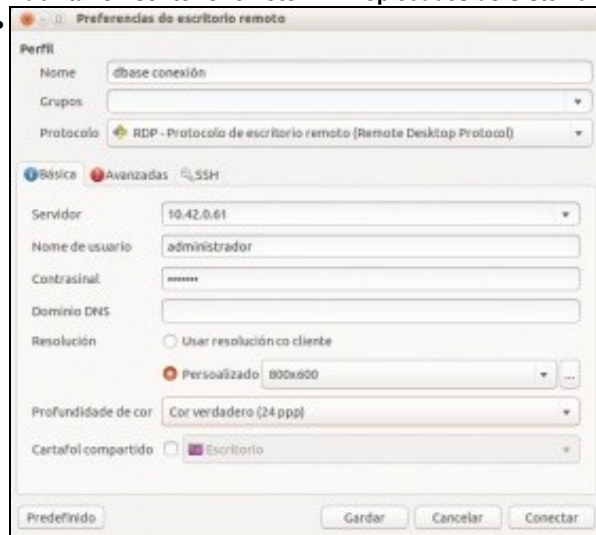 Preferencias do escritorio remoto
Perfil
Nome dbase conexión
Grupos
Protocolo RDP - Protocolo de escritorio remoto (Remote Desktop Protocol)
Básica Avanzadas SSH
Servidor 10.42.0.61
Nome de usuario administrador
Contrasinal •••••••
Dominio DNS
Resolución Usar resolución co cliente
Persoalizado 800x600 ...
Profundidade de cor Cor verdadero (24 ppp)
Cartafol compartido Escritorio
Predefinido Gardar Cancelar Conectar